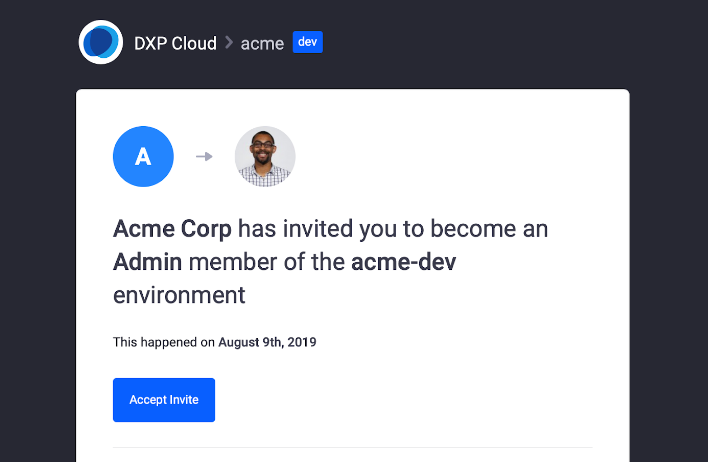 DXP Cloud > acme dev
A
Acme Corp has invited you to become an
Admin member of the acme-dev
environment
This happened on August 9th, 2019
Accept Invite